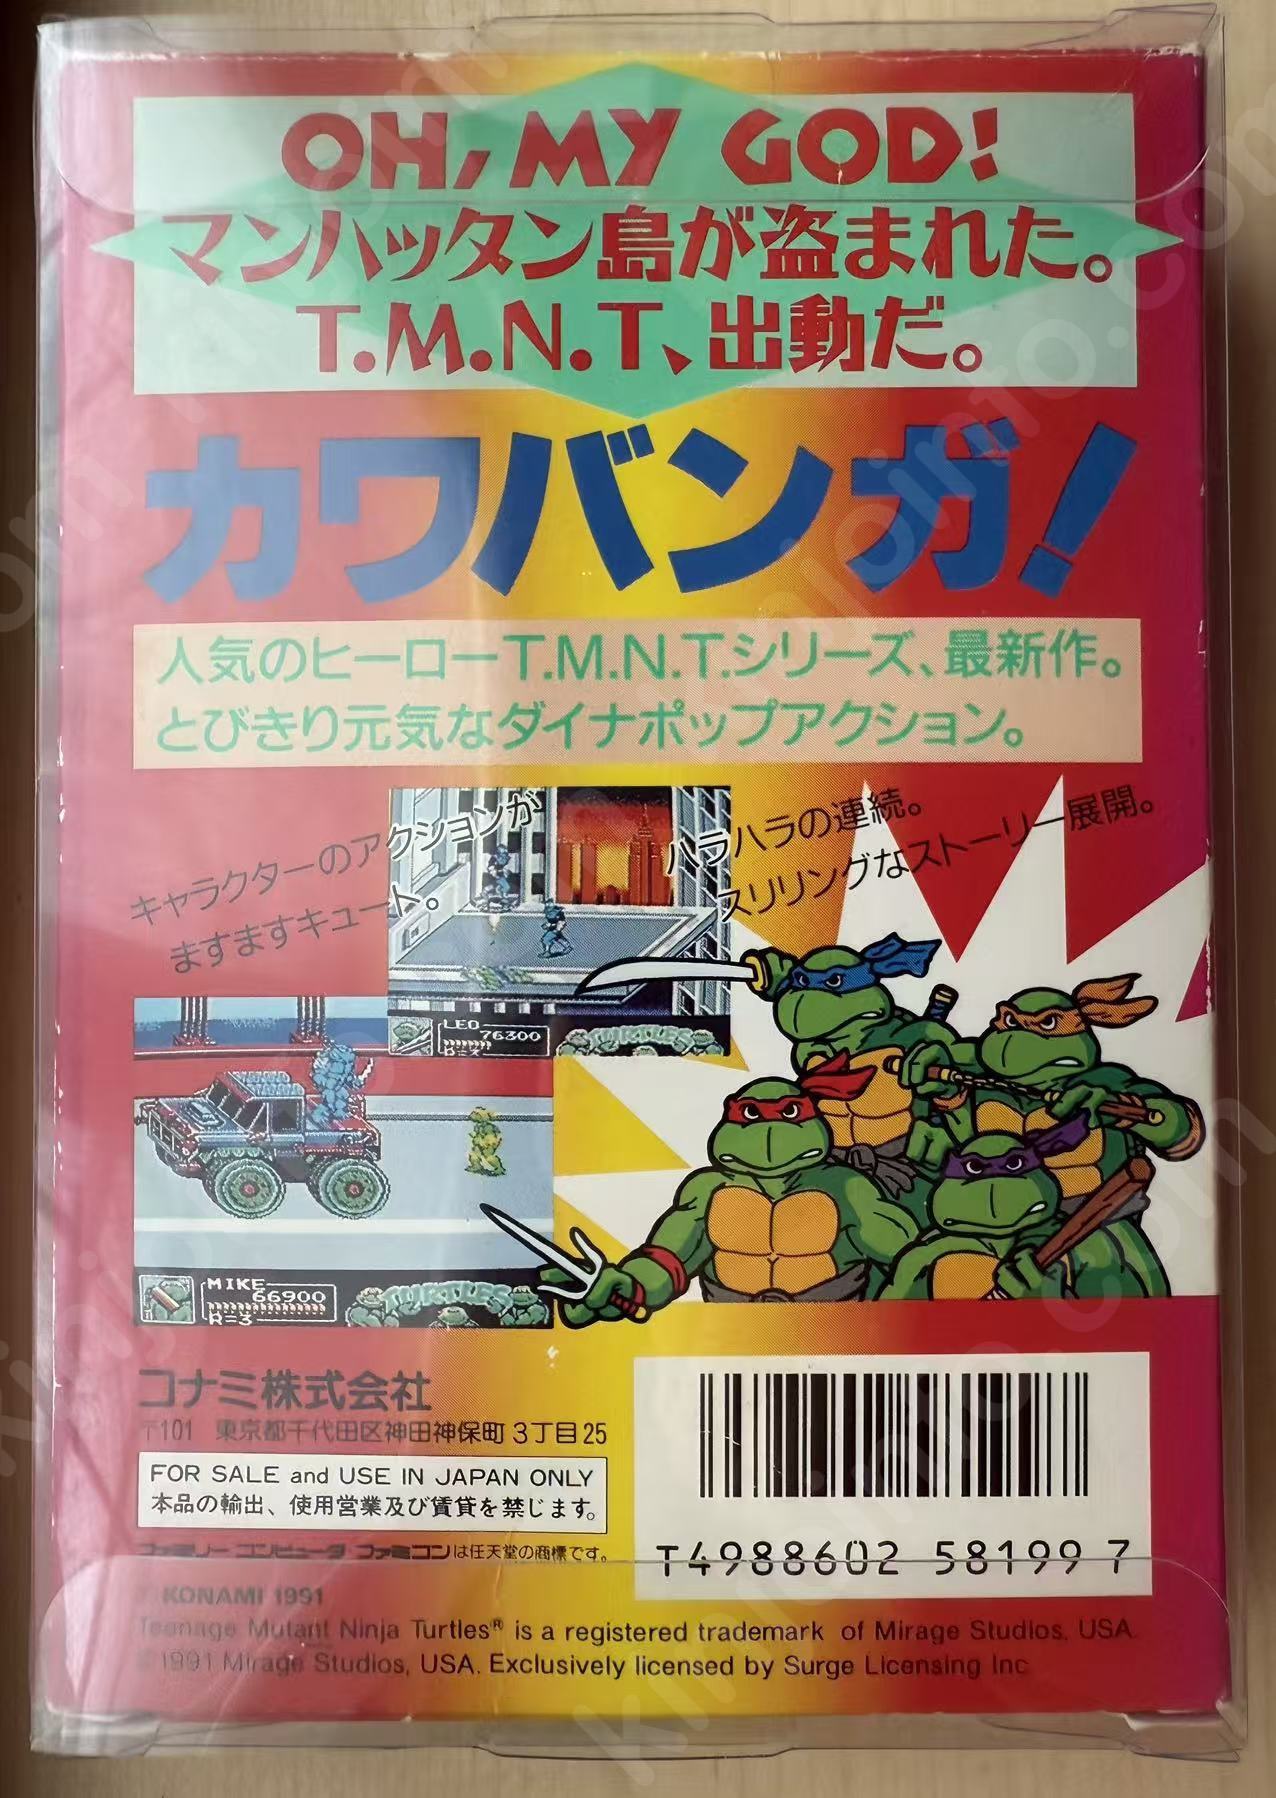 OH, MY GOD!
マンハッタン島が盗まれた。
T.M.N.T、出動だ。
カワバンガ!
人気のヒーローT.M.N.T.シリーズ、最新作。
とびきり元気なダイナポップアクション。
キャラクターのアクションが
ますますキュート。
ハラハラの連続。
スリリングなストーリー展開。
LEO
76300
R=3
TURTLES
MIKE
66900
R=3
TURTLES
コナミ株式会社
〒101 東京都千代田区神田神保町3丁目25
FOR SALE and USE IN JAPAN ONLY
本品の輸出、使用営業及び賃貸を禁じます。
ファミリーコンピュータ ファミコンは任天堂の商標です。
T4988602 58199 7
© KONAMI 1991
Teenage Mutant Ninja Turtles® is a registered trademark of Mirage Studios, USA.
©1991 Mirage Studios, USA. Exclusively licensed by Surge Licensing Inc
kinjoinfo.com